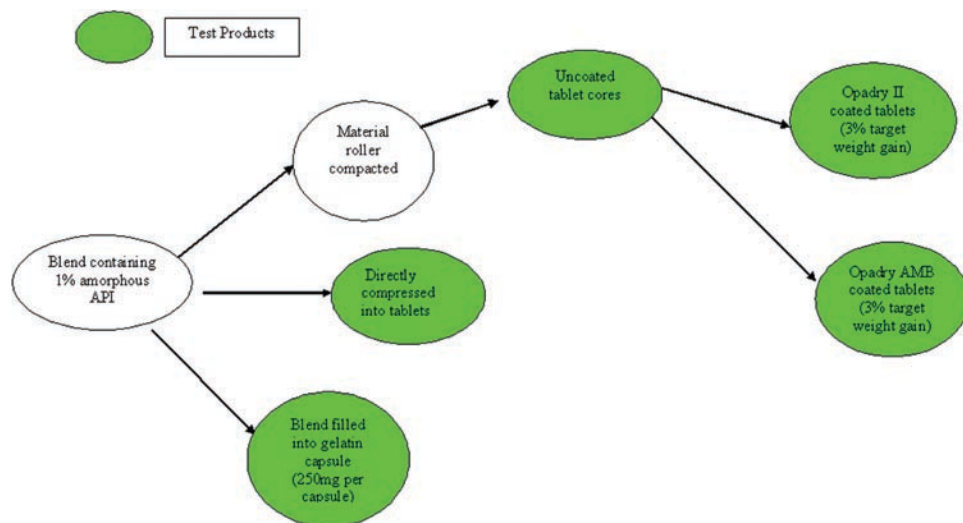 Test Products
Uncoated
tablet cores
Opadry II
coated tablets
(3% target
weight gain)
Material
roller
compacted
Blend containing
1% amorphous
API
Directly
compressed
into tablets
Opadry AMB
coated tablets
(3% target
weight gain)
Blend filled
into gelatin
capsule
(250mg per
capsule)